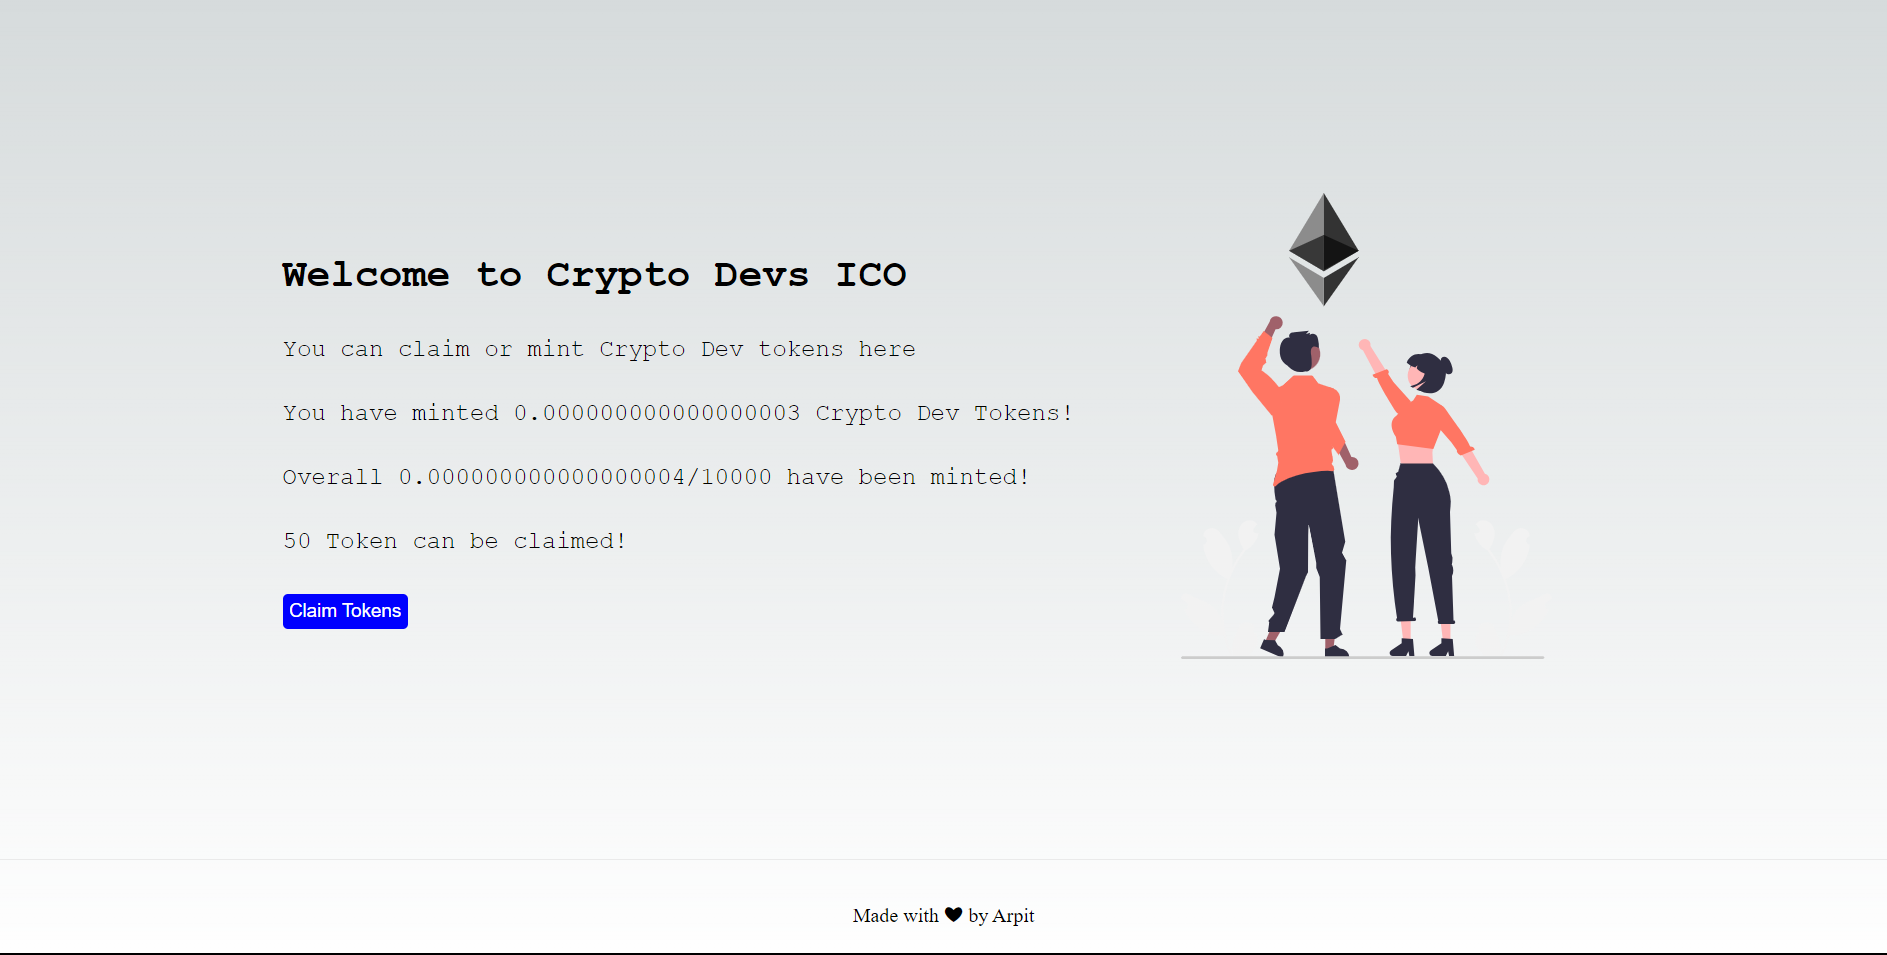 Welcome to Crypto Devs ICO
You can claim or mint Crypto Dev tokens here
You have minted 0.000000000000000003 Crypto Dev Tokens!
Overall 0.000000000000000004/10000 have been minted!
50 Token can be claimed!
Claim Tokens
Made with ♥ by Arpit